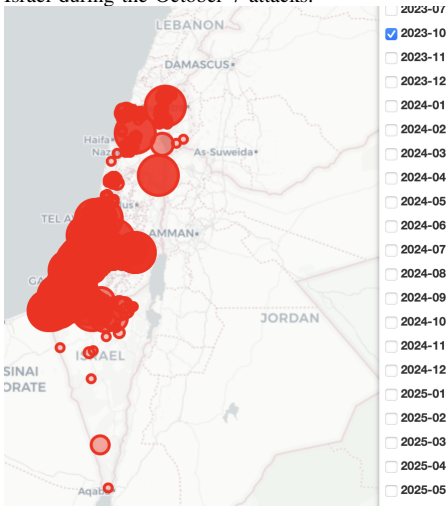 Israel during the October 7 attacks.
LEBANON
DAMASCUS
Haifa
Naz
As-Suweida
TEL A
us
AMMAN
GA
JORDAN
ISRAEL
SINAI
ORATE
Aqab
2023-07
2023-10
2023-11
2023-12
2024-01
2024-02
2024-03
2024-04
2024-05
2024-06
2024-07
2024-08
2024-09
2024-10
2024-11
2024-12
2025-01
2025-02
2025-03
2025-04
2025-05